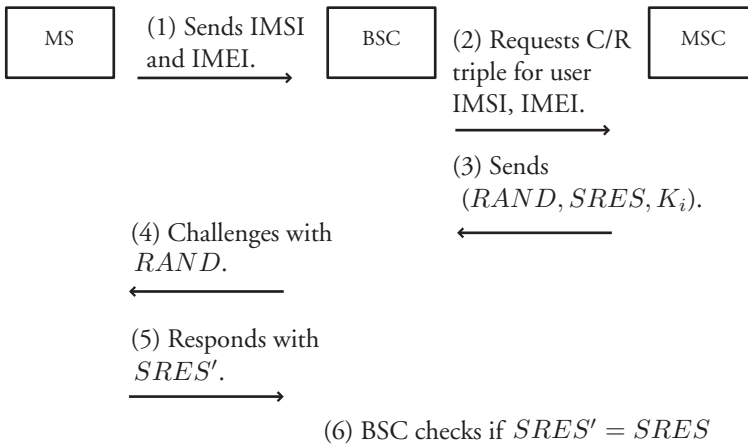 MS
(1) Sends IMSI
and IMEI.
BSC
(2) Requests C/R
triple for user
IMSI, IMEI.
MSC
(3) Sends
(RAND, SRES, K_i).
(4) Challenges with
RAND.
(5) Responds with
SRES′.
(6) BSC checks if SRES′ = SRES